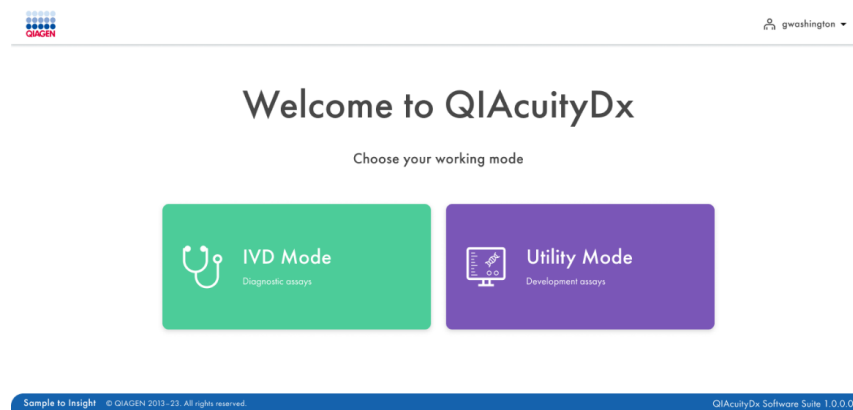 QIAGEN
gwashington
Welcome to QIAcuityDx
Choose your working mode
IVD Mode
Diagnostic assays
Utility Mode
Development assays
Sample to Insight © QIAGEN 2013–23. All rights reserved. QIAcuityDx Software Suite 1.0.0.0